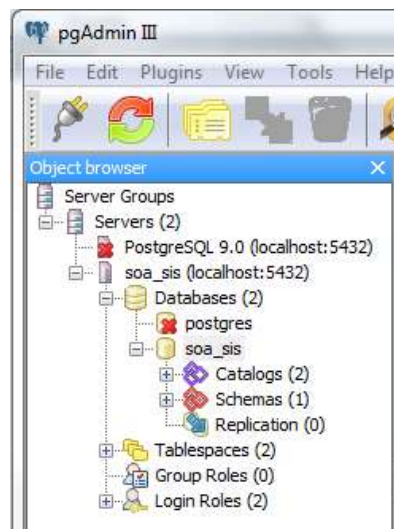 pgAdmin III
File Edit Plugins View Tools Help
Object browser
Server Groups
Servers (2)
PostgreSQL 9.0 (localhost:5432)
soa_sis (localhost:5432)
Databases (2)
postgres
soa_sis
Catalogs (2)
Schemas (1)
Replication (0)
Tablespaces (2)
Group Roles (0)
Login Roles (2)